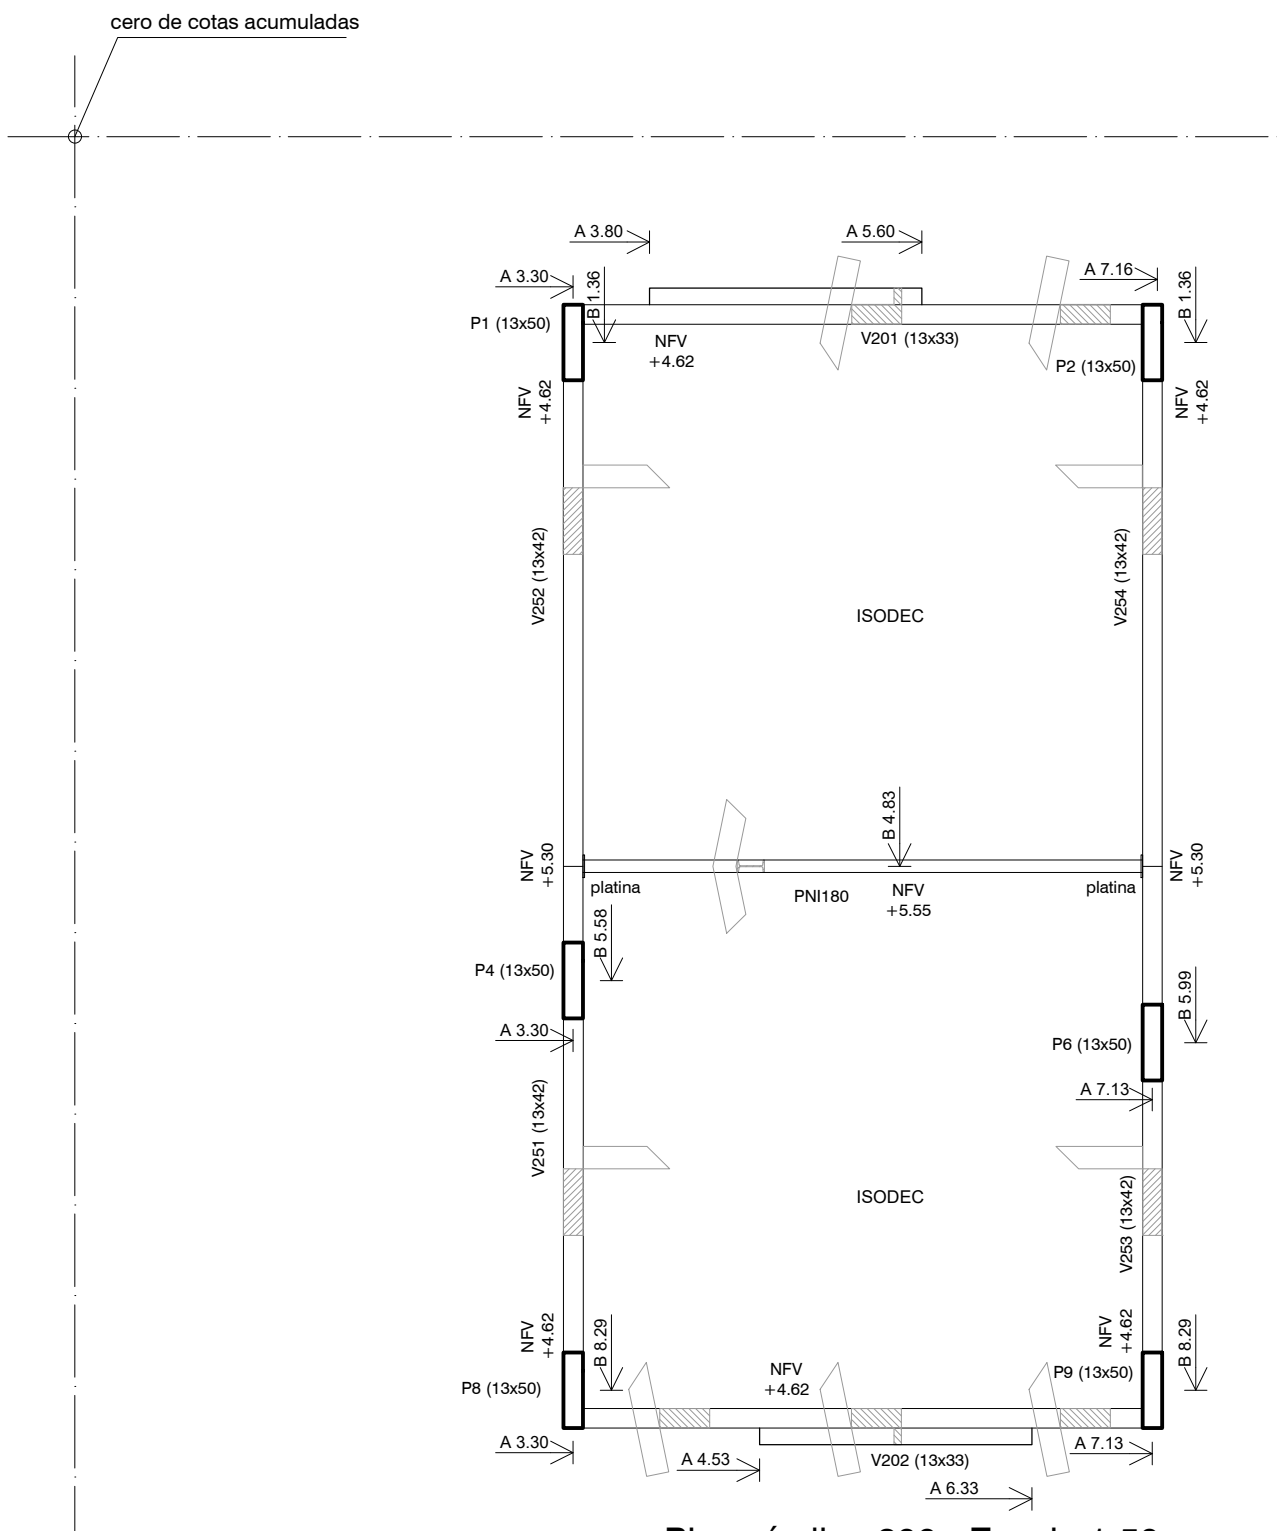 cero de cotas acumuladas
A 3.80
A 5.60
A 3.30
B 1.36
A 7.16
B 1.36
P1 (13x50)
NFV
+4.62
V201 (13x33)
P2 (13x50)
NFV
+4.62
NFV
+4.62
V252 (13x42)
V254 (13x42)
ISODEC
B 4.83
NFV
+5.30
NFV
+5.30
platina
PNI180
NFV
+5.55
platina
B 5.58
P4 (13x50)
B 5.99
A 3.30
P6 (13x50)
A 7.13
V251 (13x42)
ISODEC
V253 (13x42)
NFV
+4.62
B 8.29
NFV
+4.62
B 8.29
P8 (13x50)
NFV
+4.62
P9 (13x50)
A 3.30
A 4.53
V202 (13x33)
A 7.13
A 6.33